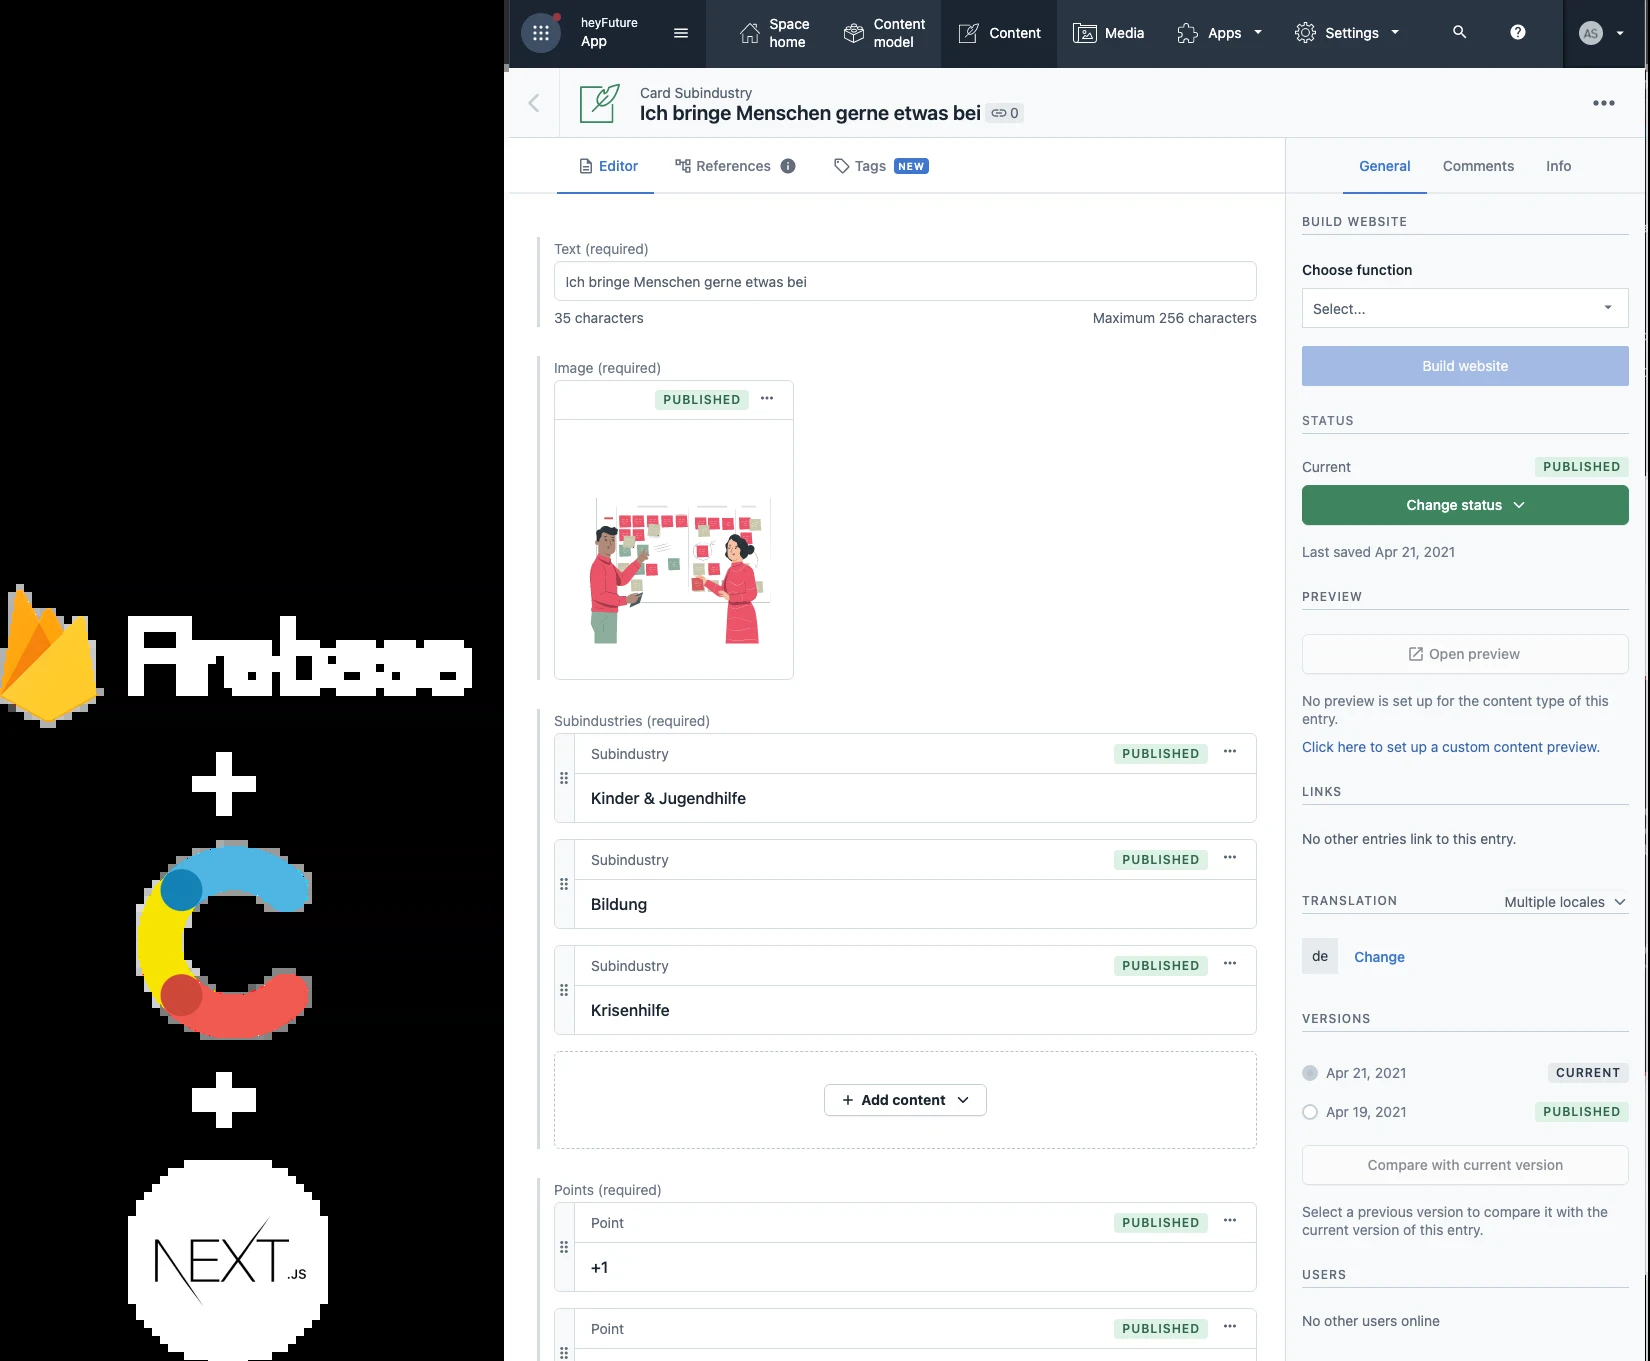 Firebase
+
+
NEXT.JS
heyFuture
App
Space home
Content model
Content
Media
Apps
Settings
AS
Card Subindustry
Ich bringe Menschen gerne etwas bei
0
Editor
References
Tags NEW
General
Comments
Info
Text (required)
Ich bringe Menschen gerne etwas bei
35 characters
Maximum 256 characters
Image (required)
PUBLISHED
Subindustries (required)
Subindustry
PUBLISHED
Kinder & Jugendhilfe
Subindustry
PUBLISHED
Bildung
Subindustry
PUBLISHED
Krisenhilfe
+ Add content
Points (required)
Point
PUBLISHED
+1
Point
PUBLISHED
BUILD WEBSITE
Choose function
Select...
Build website
STATUS
Current
PUBLISHED
Change status
Last saved Apr 21, 2021
PREVIEW
Open preview
No preview is set up for the content type of this
entry.
Click here to set up a custom content preview.
LINKS
No other entries link to this entry.
TRANSLATION
Multiple locales
de
Change
VERSIONS
Apr 21, 2021
CURRENT
Apr 19, 2021
PUBLISHED
Compare with current version
Select a previous version to compare it with the
current version of this entry.
USERS
No other users online